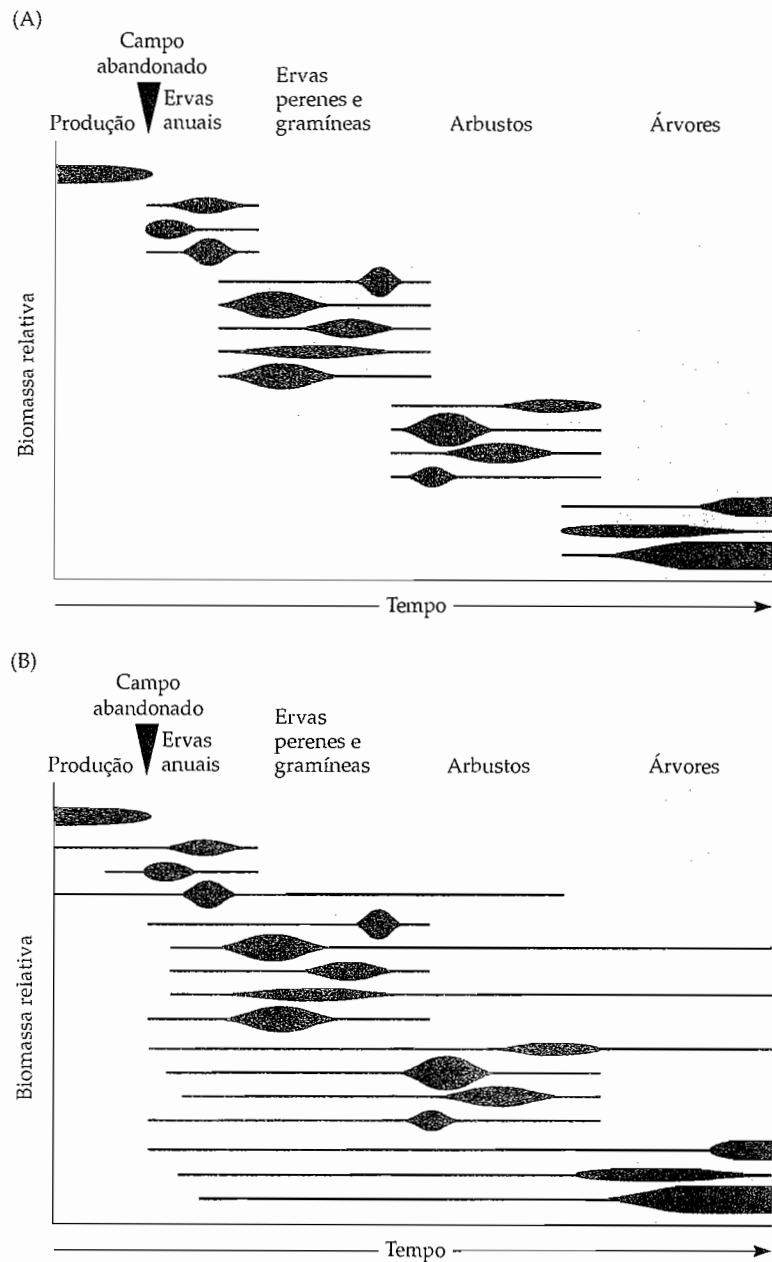 (A)
Campo
abandonado
Produção
Ervas
anuais
Ervas
perenes e
gramíneas
Arbustos
Árvores
Biomassa relativa
Tempo
(B)
Campo
abandonado
Produção
Ervas
anuais
Ervas
perenes e
gramíneas
Arbustos
Árvores
Biomassa relativa
Tempo